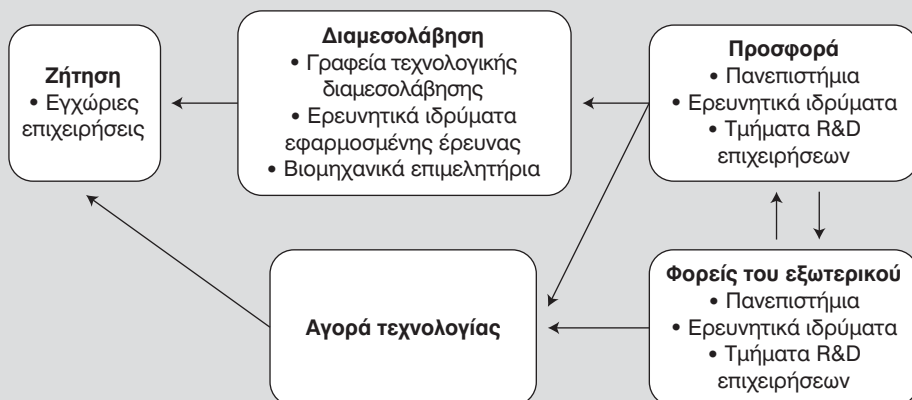 Ζήτηση
• Εγχώριες
επιχειρήσεις
Διαμεσολάβηση
• Γραφεία τεχνολογικής
διαμεσολάβησης
• Ερευνητικά ιδρύματα
εφαρμοσμένης έρευνας
• Βιομηχανικά επιμελητήρια
Προσφορά
• Πανεπιστήμια
• Ερευνητικά ιδρύματα
• Τμήματα R&D
επιχειρήσεων
Αγορά τεχνολογίας
Φορείς του εξωτερικού
• Πανεπιστήμια
• Ερευνητικά ιδρύματα
• Τμήματα R&D
επιχειρήσεων